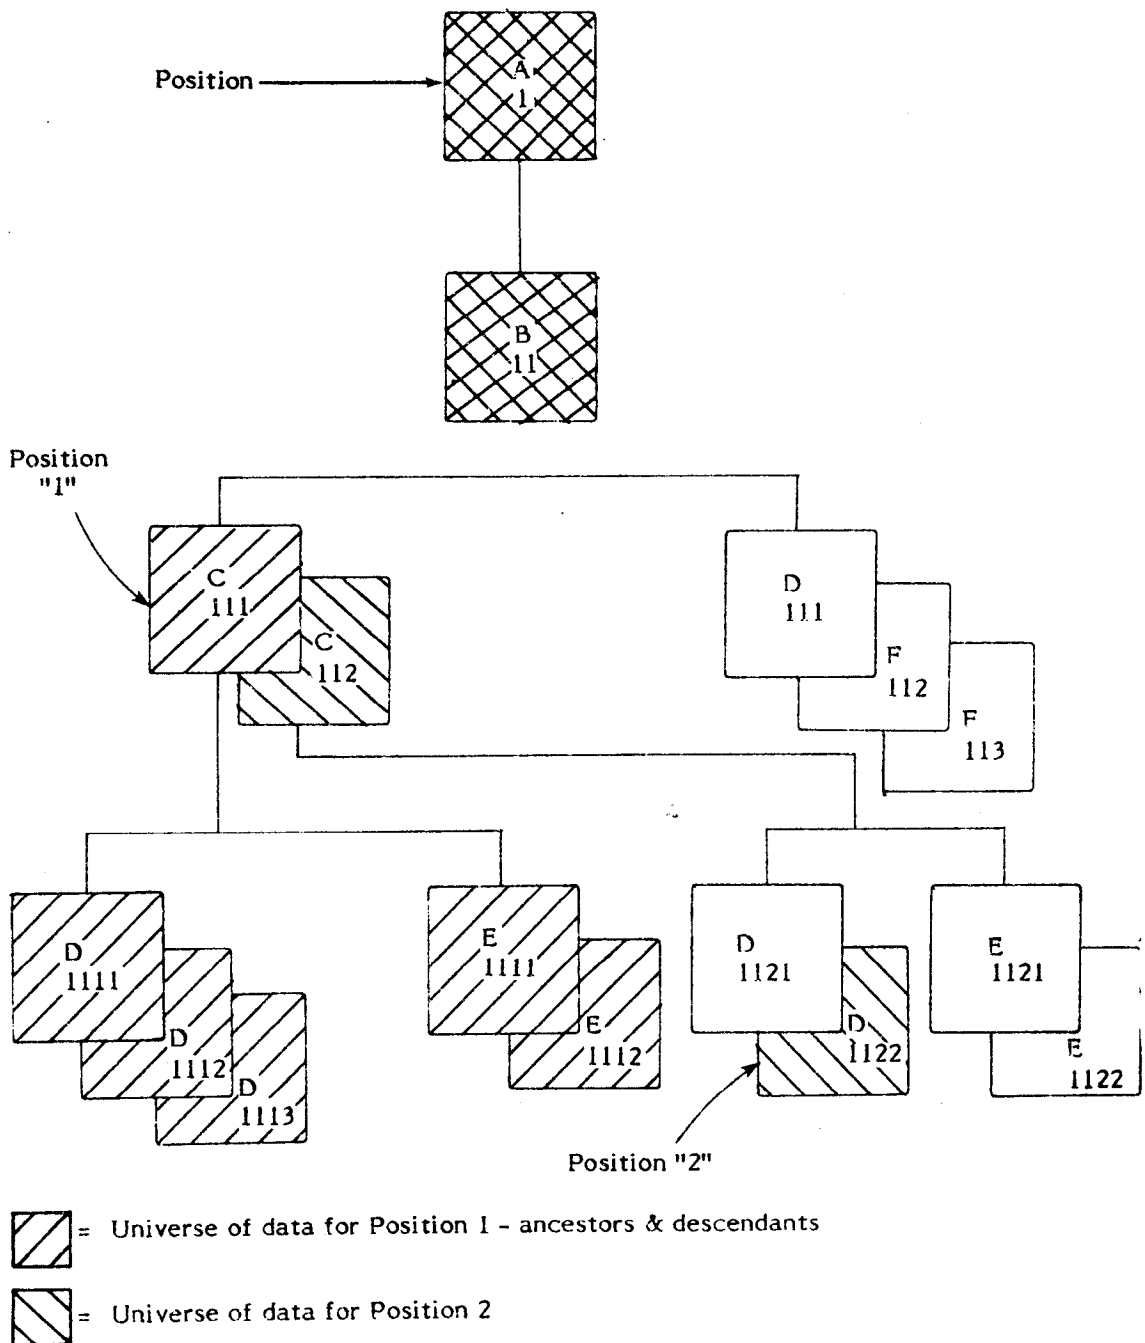 Position
A
1
B
11
Position
"1"
C
111
C
112
D
111
F
112
F
113
D
1111
D
1112
D
1113
E
1111
E
1112
D
1121
D
1122
E
1121
E
1122
Position "2"
= Universe of data for Position 1 - ancestors & descendants
= Universe of data for Position 2